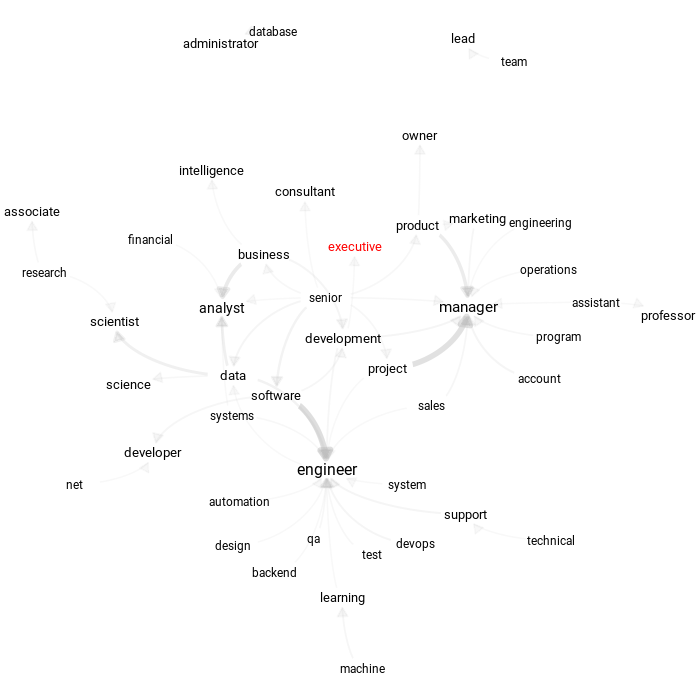 database
administrator
lead
team
owner
intelligence
consultant
associate
product
marketing
engineering
financial
executive
business
research
operations
senior
assistant
analyst
manager
professor
scientist
development
program
project
data
account
science
software
sales
systems
developer
engineer
net
system
automation
support
qa
technical
design
devops
test
backend
learning
machine